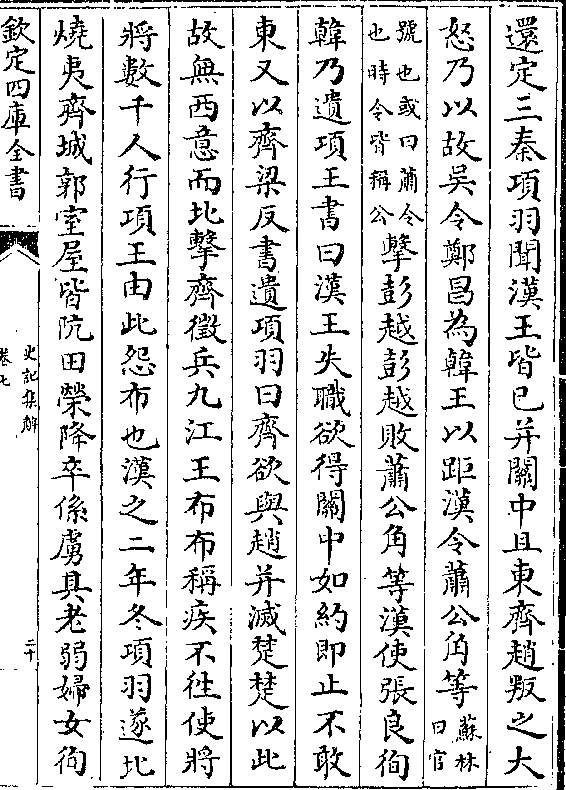 還定三秦項羽聞漢王皆已并關中且東齊趙叛之大
怒乃以故吳令鄭昌為韓王以距漢令蕭公角等
蘇林
曰官
號也或曰蕭令
也時令皆稱公
擊彭越彭越敗蕭公角等漢使張良徇
韓乃遺項王書曰漢王失職欲得關中如約即止不敢
東又以齊梁反書遺項羽曰齊欲與趙并滅楚楚以此
故無西意而北擊齊徵兵九江王布布稱疾不往使將
將數千人行項王由此怨布也漢之二年冬項羽遂北
燒夷齊城郭室屋皆阬田榮降卒係虜其老弱婦女徇
欽定四庫全書
史記集解
卷七
二十